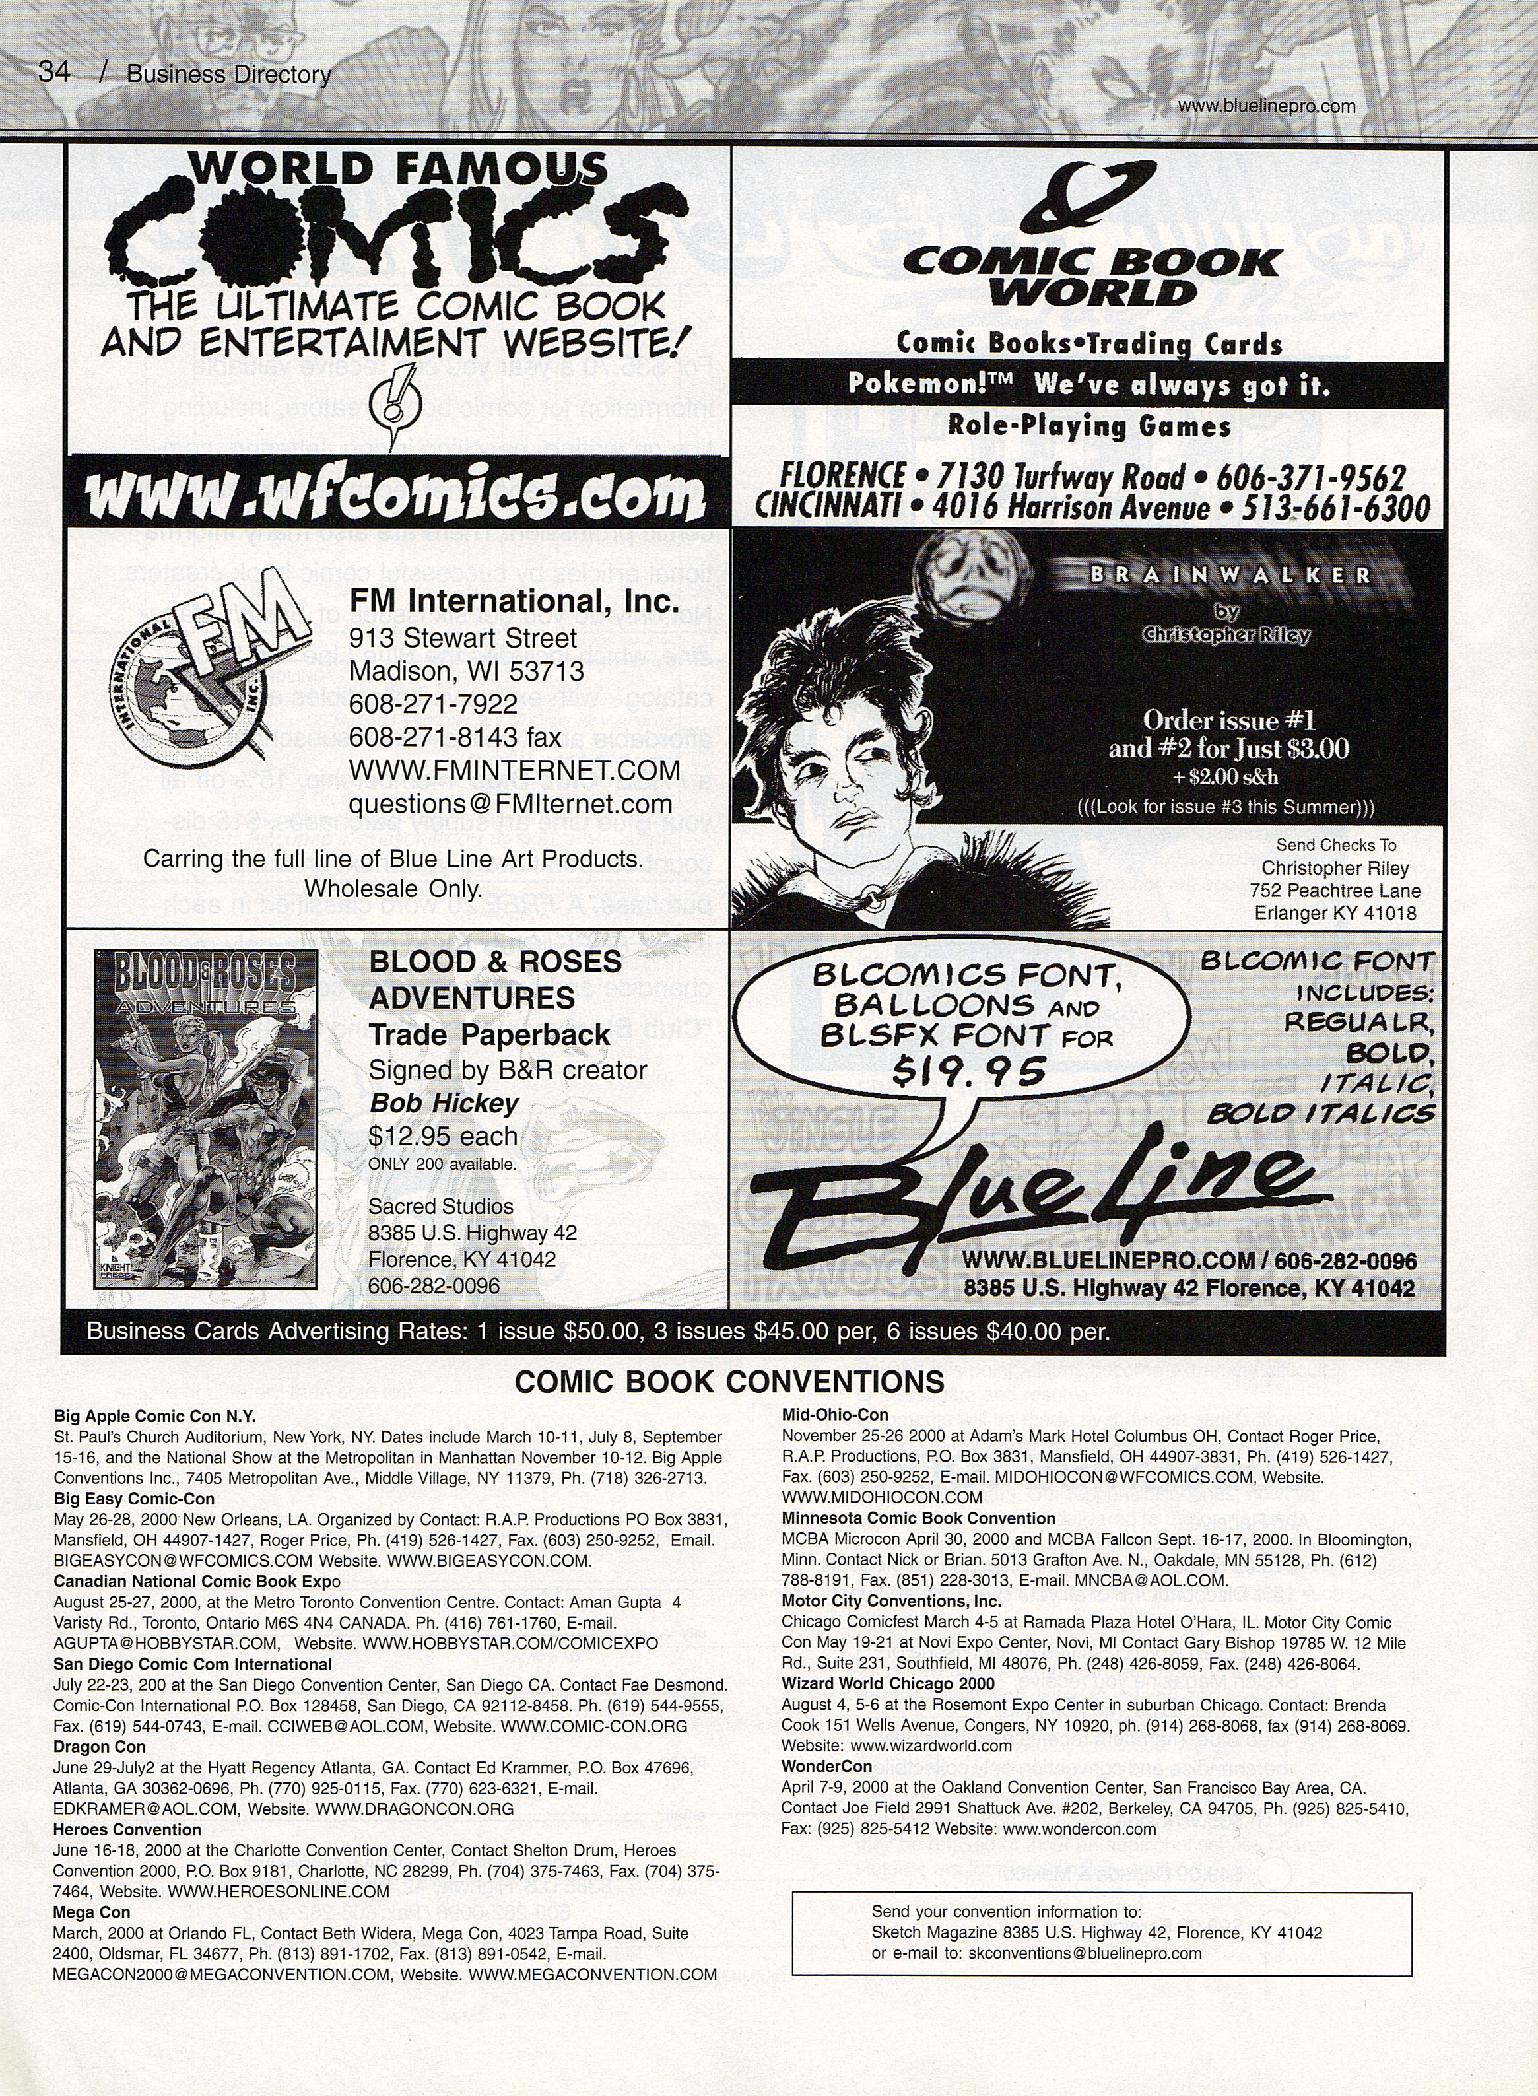 34 / Business Directory
www.bluelinepro.com
WORLD FAMOUS
COMICS
THE ULTIMATE COMIC BOOK
AND ENTERTAIMENT WEBSITE!
www.wfcomics.com
COMIC BOOK
WORLD
Comic Books•Trading Cards
Pokemon!™ We've always got it.
Role-Playing Games
FLORENCE • 7130 Turfway Road • 606-371-9562
CINCINNATI • 4016 Harrison Avenue • 513-661-6300
INTERNATIONAL
FM
INC.
FM International, Inc.
913 Stewart Street
Madison, WI 53713
608-271-7922
608-271-8143 fax
WWW.FMINTERNET.COM
questions@FMIternet.com
Carring the full line of Blue Line Art Products.
Wholesale Only.
BRAINWALKER
by
Christopher Riley
Order issue #1
and #2 for Just $3.00
+$2.00 s&h
(((Look for issue #3 this Summer)))
Send Checks To
Christopher Riley
752 Peachtree Lane
Erlanger KY 41018
BLOOD & ROSES
ADVENTURES
KNIGHT
PRESS
BLOOD & ROSES
ADVENTURES
Trade Paperback
Signed by B&R creator
Bob Hickey
$12.95 each
ONLY 200 available.
Sacred Studios
8385 U.S. Highway 42
Florence, KY 41042
606-282-0096
BLCOMICS FONT,
BALLOONS AND
BLSFX FONT FOR
$19.95
BLCOMIC FONT
INCLUDES:
REGUALR,
BOLD,
ITALIC,
BOLD ITALICS
Blue Line
WWW.BLUELINEPRO.COM / 606-282-0096
8385 U.S. Highway 42 Florence, KY 41042
Business Cards Advertising Rates: 1 issue $50.00, 3 issues $45.00 per, 6 issues $40.00 per.
COMIC BOOK CONVENTIONS
Big Apple Comic Con N.Y.
St. Paul's Church Auditorium, New York, NY. Dates include March 10-11, July 8, September
15-16, and the National Show at the Metropolitan in Manhattan November 10-12. Big Apple
Conventions Inc., 7405 Metropolitan Ave., Middle Village, NY 11379, Ph. (718) 326-2713.
Big Easy Comic-Con
May 26-28, 2000 New Orleans, LA. Organized by Contact: R.A.P. Productions PO Box 3831,
Mansfield, OH 44907-1427, Roger Price, Ph. (419) 526-1427, Fax. (603) 250-9252, Email.
BIGEASYCON@WFCOMICS.COM Website. WWW.BIGEASYCON.COM.
Canadian National Comic Book Expo
August 25-27, 2000, at the Metro Toronto Convention Centre. Contact: Aman Gupta 4
Varisty Rd., Toronto, Ontario M6S 4N4 CANADA. Ph. (416) 761-1760, E-mail.
AGUPTA@HOBBYSTAR.COM, Website. WWW.HOBBYSTAR.COM/COMICEXPO
San Diego Comic Com International
July 22-23, 200 at the San Diego Convention Center, San Diego CA. Contact Fae Desmond.
Comic-Con International P.O. Box 128458, San Diego, CA 92112-8458. Ph. (619) 544-9555,
Fax. (619) 544-0743, E-mail. CCIWEB@AOL.COM, Website. WWW.COMIC-CON.ORG
Dragon Con
June 29-July2 at the Hyatt Regency Atlanta, GA. Contact Ed Krammer, P.O. Box 47696,
Atlanta, GA 30362-0696, Ph. (770) 925-0115, Fax. (770) 623-6321, E-mail.
EDKRAMER@AOL.COM, Website. WWW.DRAGONCON.ORG
Heroes Convention
June 16-18, 2000 at the Charlotte Convention Center, Contact Shelton Drum, Heroes
Convention 2000, P.O. Box 9181, Charlotte, NC 28299, Ph. (704) 375-7463, Fax. (704) 375-
7464, Website. WWW.HEROESONLINE.COM
Mega Con
March, 2000 at Orlando FL, Contact Beth Widera, Mega Con, 4023 Tampa Road, Suite
2400, Oldsmar, FL 34677, Ph. (813) 891-1702, Fax. (813) 891-0542, E-mail.
MEGACON2000@MEGACONVENTION.COM, Website. WWW.MEGACONVENTION.COM
Mid-Ohio-Con
November 25-26 2000 at Adam's Mark Hotel Columbus OH, Contact Roger Price,
R.A.P. Productions, P.O. Box 3831, Mansfield, OH 44907-3831, Ph. (419) 526-1427,
Fax. (603) 250-9252, E-mail. MIDOHIOCON@WFCOMICS.COM, Website.
WWW.MIDOHIOCON.COM
Minnesota Comic Book Convention
MCBA Microcon April 30, 2000 and MCBA Fallcon Sept. 16-17, 2000. In Bloomington,
Minn. Contact Nick or Brian. 5013 Grafton Ave. N., Oakdale, MN 55128, Ph. (612)
788-8191, Fax. (851) 228-3013, E-mail. MNCBA@AOL.COM.
Motor City Conventions, Inc.
Chicago Comicfest March 4-5 at Ramada Plaza Hotel O'Hara, IL. Motor City Comic
Con May 19-21 at Novi Expo Center, Novi, MI Contact Gary Bishop 19785 W. 12 Mile
Rd., Suite 231, Southfield, MI 48076, Ph. (248) 426-8059, Fax. (248) 426-8064.
Wizard World Chicago 2000
August 4, 5-6 at the Rosemont Expo Center in suburban Chicago. Contact: Brenda
Cook 151 Wells Avenue, Congers, NY 10920, ph. (914) 268-8068, fax (914) 268-8069.
Website: www.wizardworld.com
WonderCon
April 7-9, 2000 at the Oakland Convention Center, San Francisco Bay Area, CA.
Contact Joe Field 2991 Shattuck Ave. #202, Berkeley, CA 94705, Ph. (925) 825-5410,
Fax: (925) 825-5412 Website: www.wondercon.com
Send your convention information to:
Sketch Magazine 8385 U.S. Highway 42, Florence, KY 41042
or e-mail to: skconventions@bluelinepro.com